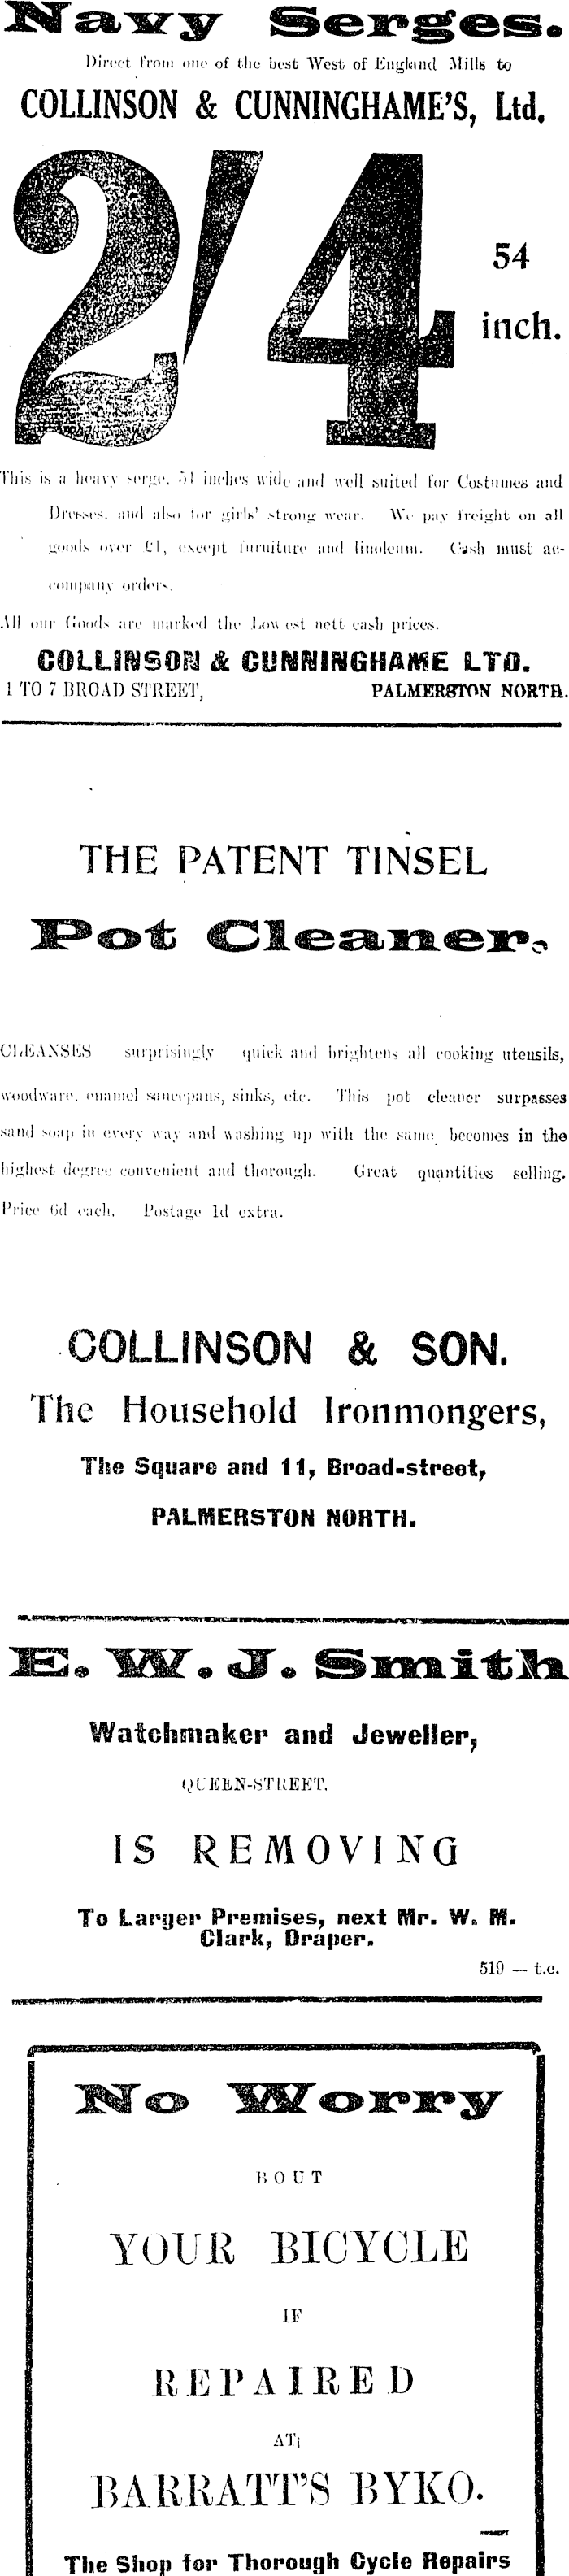 Navy Serges.
Direct from one of the best West of England Mills to
COLLINSON & CUNNINGHAME'S, Ltd.
2/4
54
inch.
This is a heavy serge, 54 inches wide and well suited for Costumes and
Dresses, and also for girls' strong wear. We pay freight on all
goods over £1, except furniture and linoleum. Cash must ac-
company orders.
All our Goods are marked the Lowest nett cash prices.
COLLINSON & CUNNINGHAME LTD.
1 TO 7 BROAD STREET, PALMERSTON NORTH.
THE PATENT TINSEL
Pot Cleaner.
CLEANSES surprisingly quick and brightens all cooking utensils,
woodware, enamel saucepans, sinks, etc. This pot cleaner surpasses
sand soap in every way and washing up with the same, becomes in the
highest degree convenient and thorough. Great quantities selling.
Price 6d each. Postage 1d extra.
COLLINSON & SON.
The Household Ironmongers,
The Square and 11, Broad-street,
PALMERSTON NORTH.
E. W. J. Smith
Watchmaker and Jeweller,
QUEEN-STREET.
IS REMOVING
To Larger Premises, next Mr. W. M.
Clark, Draper.
519 — t.c.
No Worry
BOUT
YOUR BICYCLE
IF
REPAIRED
AT
BARRATT'S BYKO.
The Shop for Thorough Cycle Repairs